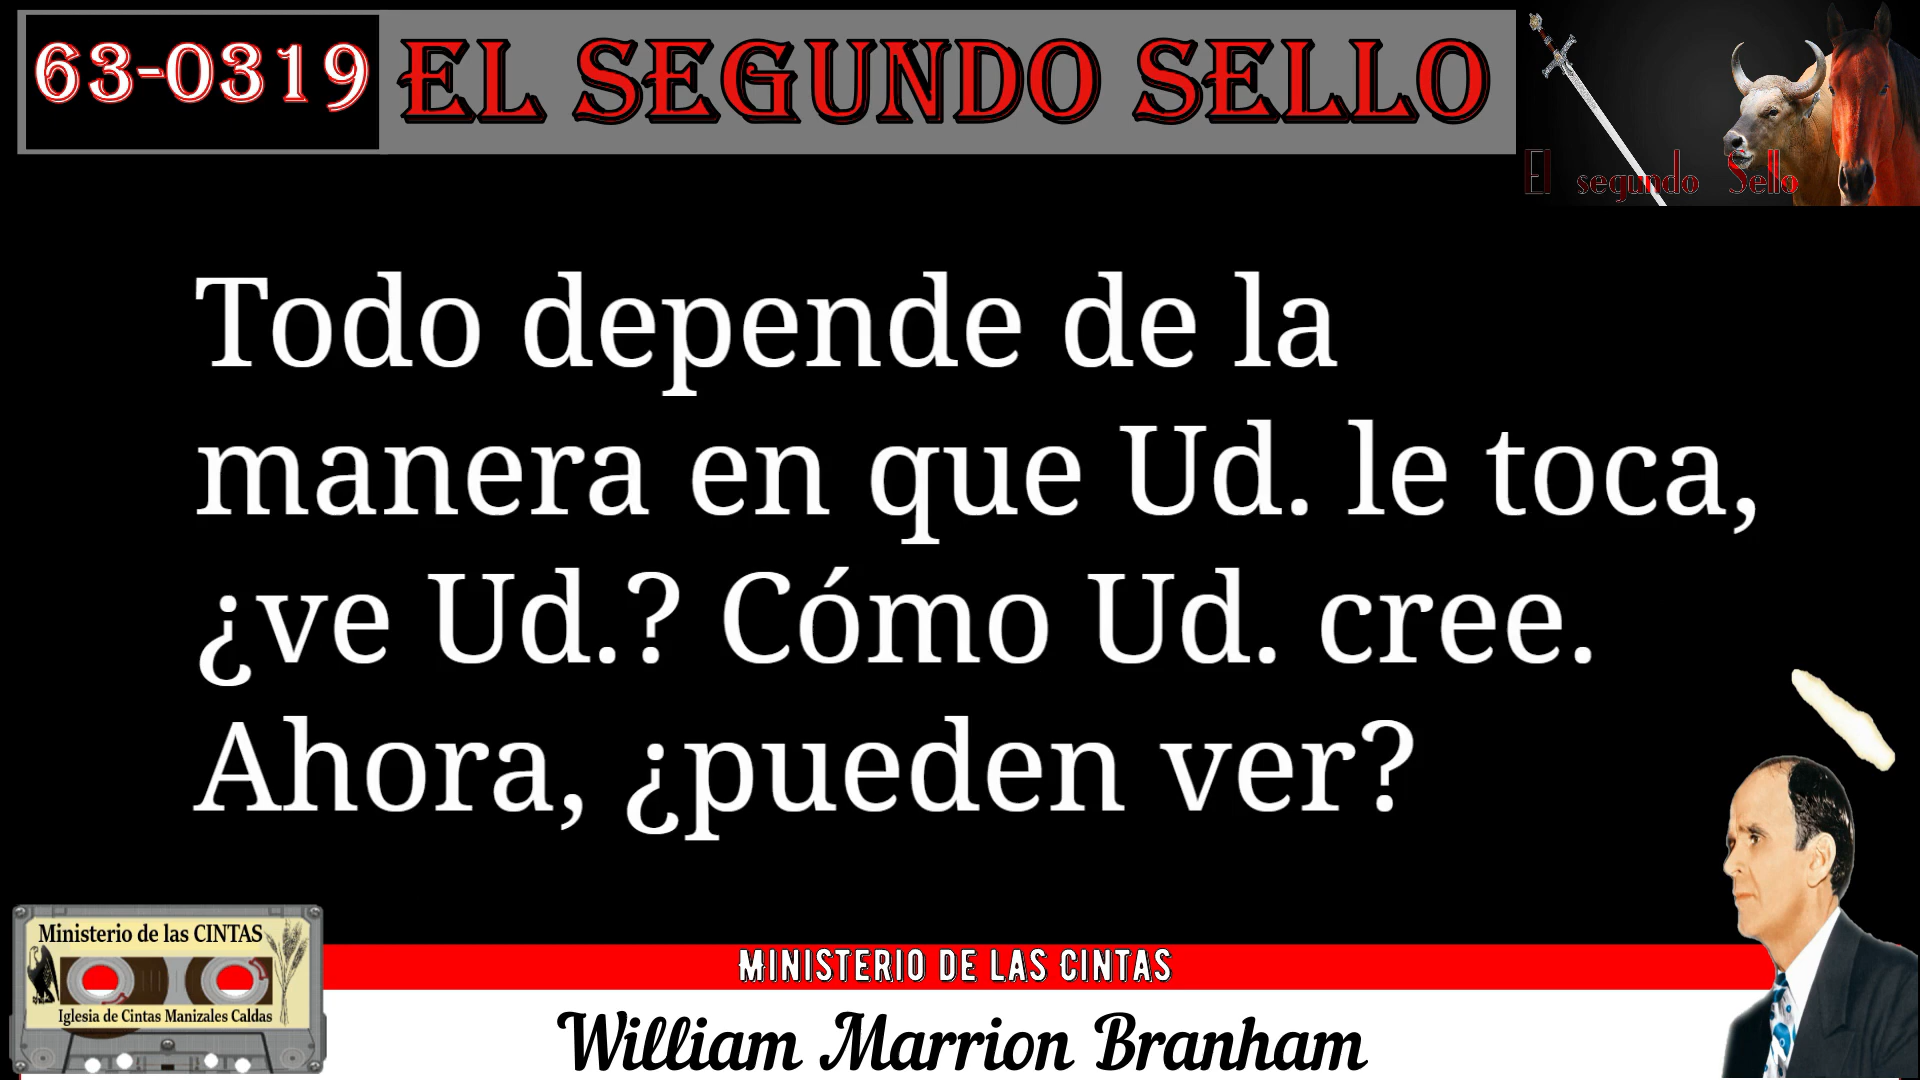 63-0319 EL SEGUNDO SELLO
El segundo Sello
Todo depende de la
manera en que Ud. le toca,
¿ve Ud.? Cómo Ud. cree.
Ahora, ¿pueden ver?
Ministerio de las CINTAS
Iglesia de Cintas Manizales Caldas
MINISTERIO DE LAS CINTAS
William Marrion Branham